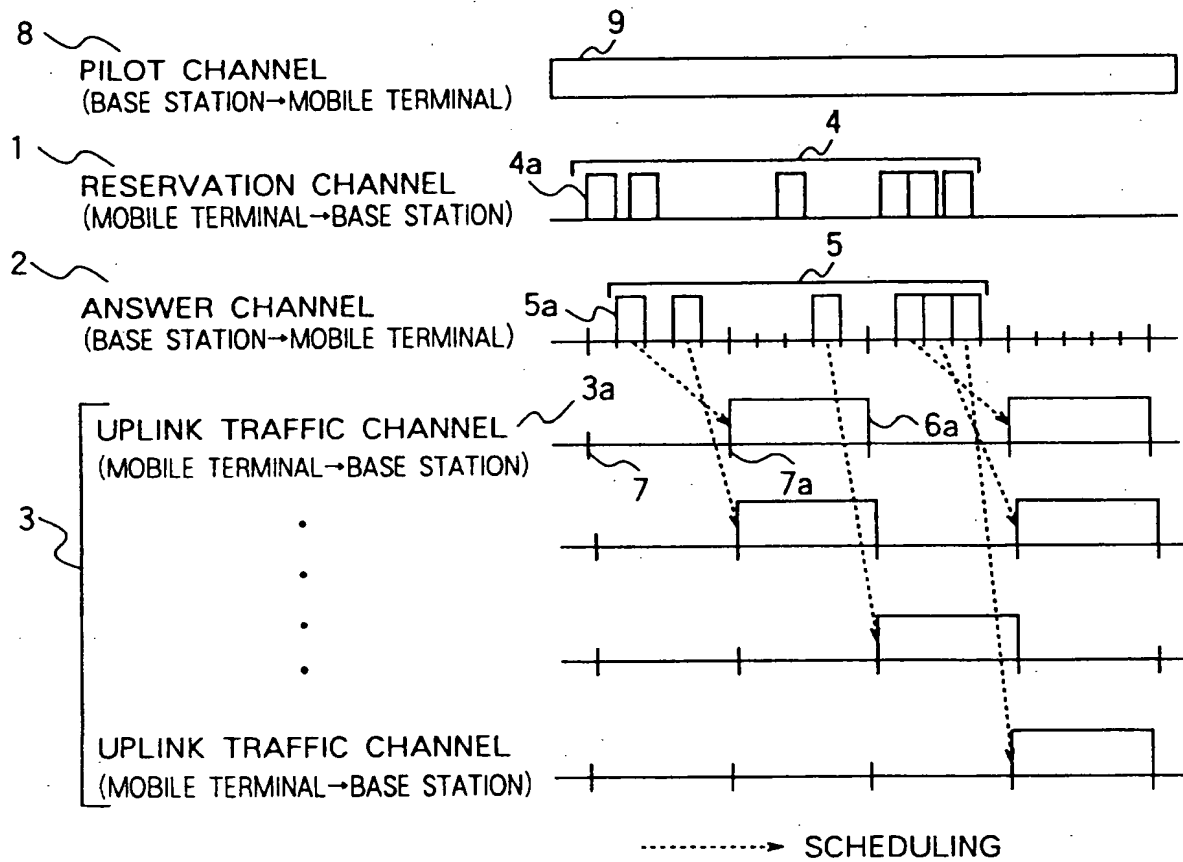 8
9
PILOT CHANNEL
(BASE STATION→MOBILE TERMINAL)
1
4
4a
RESERVATION CHANNEL
(MOBILE TERMINAL→BASE STATION)
2
5
5a
ANSWER CHANNEL
(BASE STATION→MOBILE TERMINAL)
3a
UPLINK TRAFFIC CHANNEL
6a
(MOBILE TERMINAL→BASE STATION)
7
7a
3
UPLINK TRAFFIC CHANNEL
(MOBILE TERMINAL→BASE STATION)
SCHEDULING